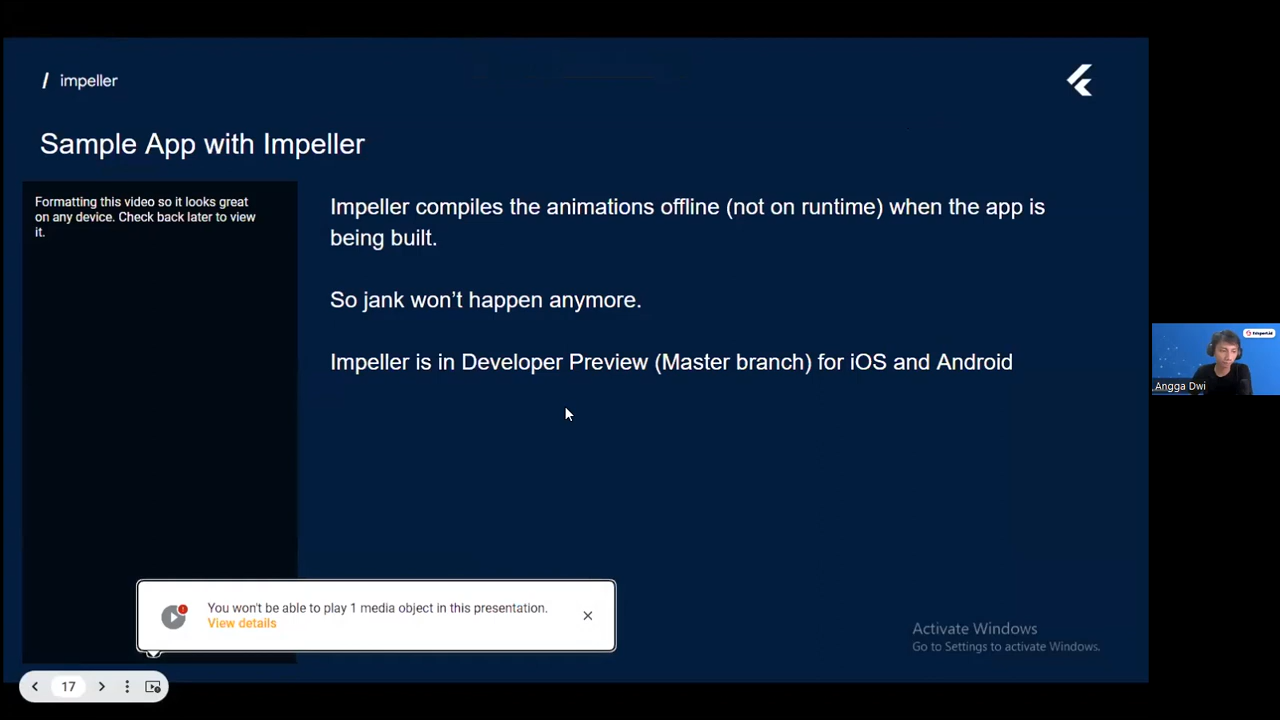 / impeller
Sample App with Impeller
Formatting this video so it looks great
on any device. Check back later to view
it.
Impeller compiles the animations offline (not on runtime) when the app is
being built.
So jank won’t happen anymore.
Impeller is in Developer Preview (Master branch) for iOS and Android
Angga Dwi
You won't be able to play 1 media object in this presentation.
View details
Activate Windows
Go to Settings to activate Windows.
17